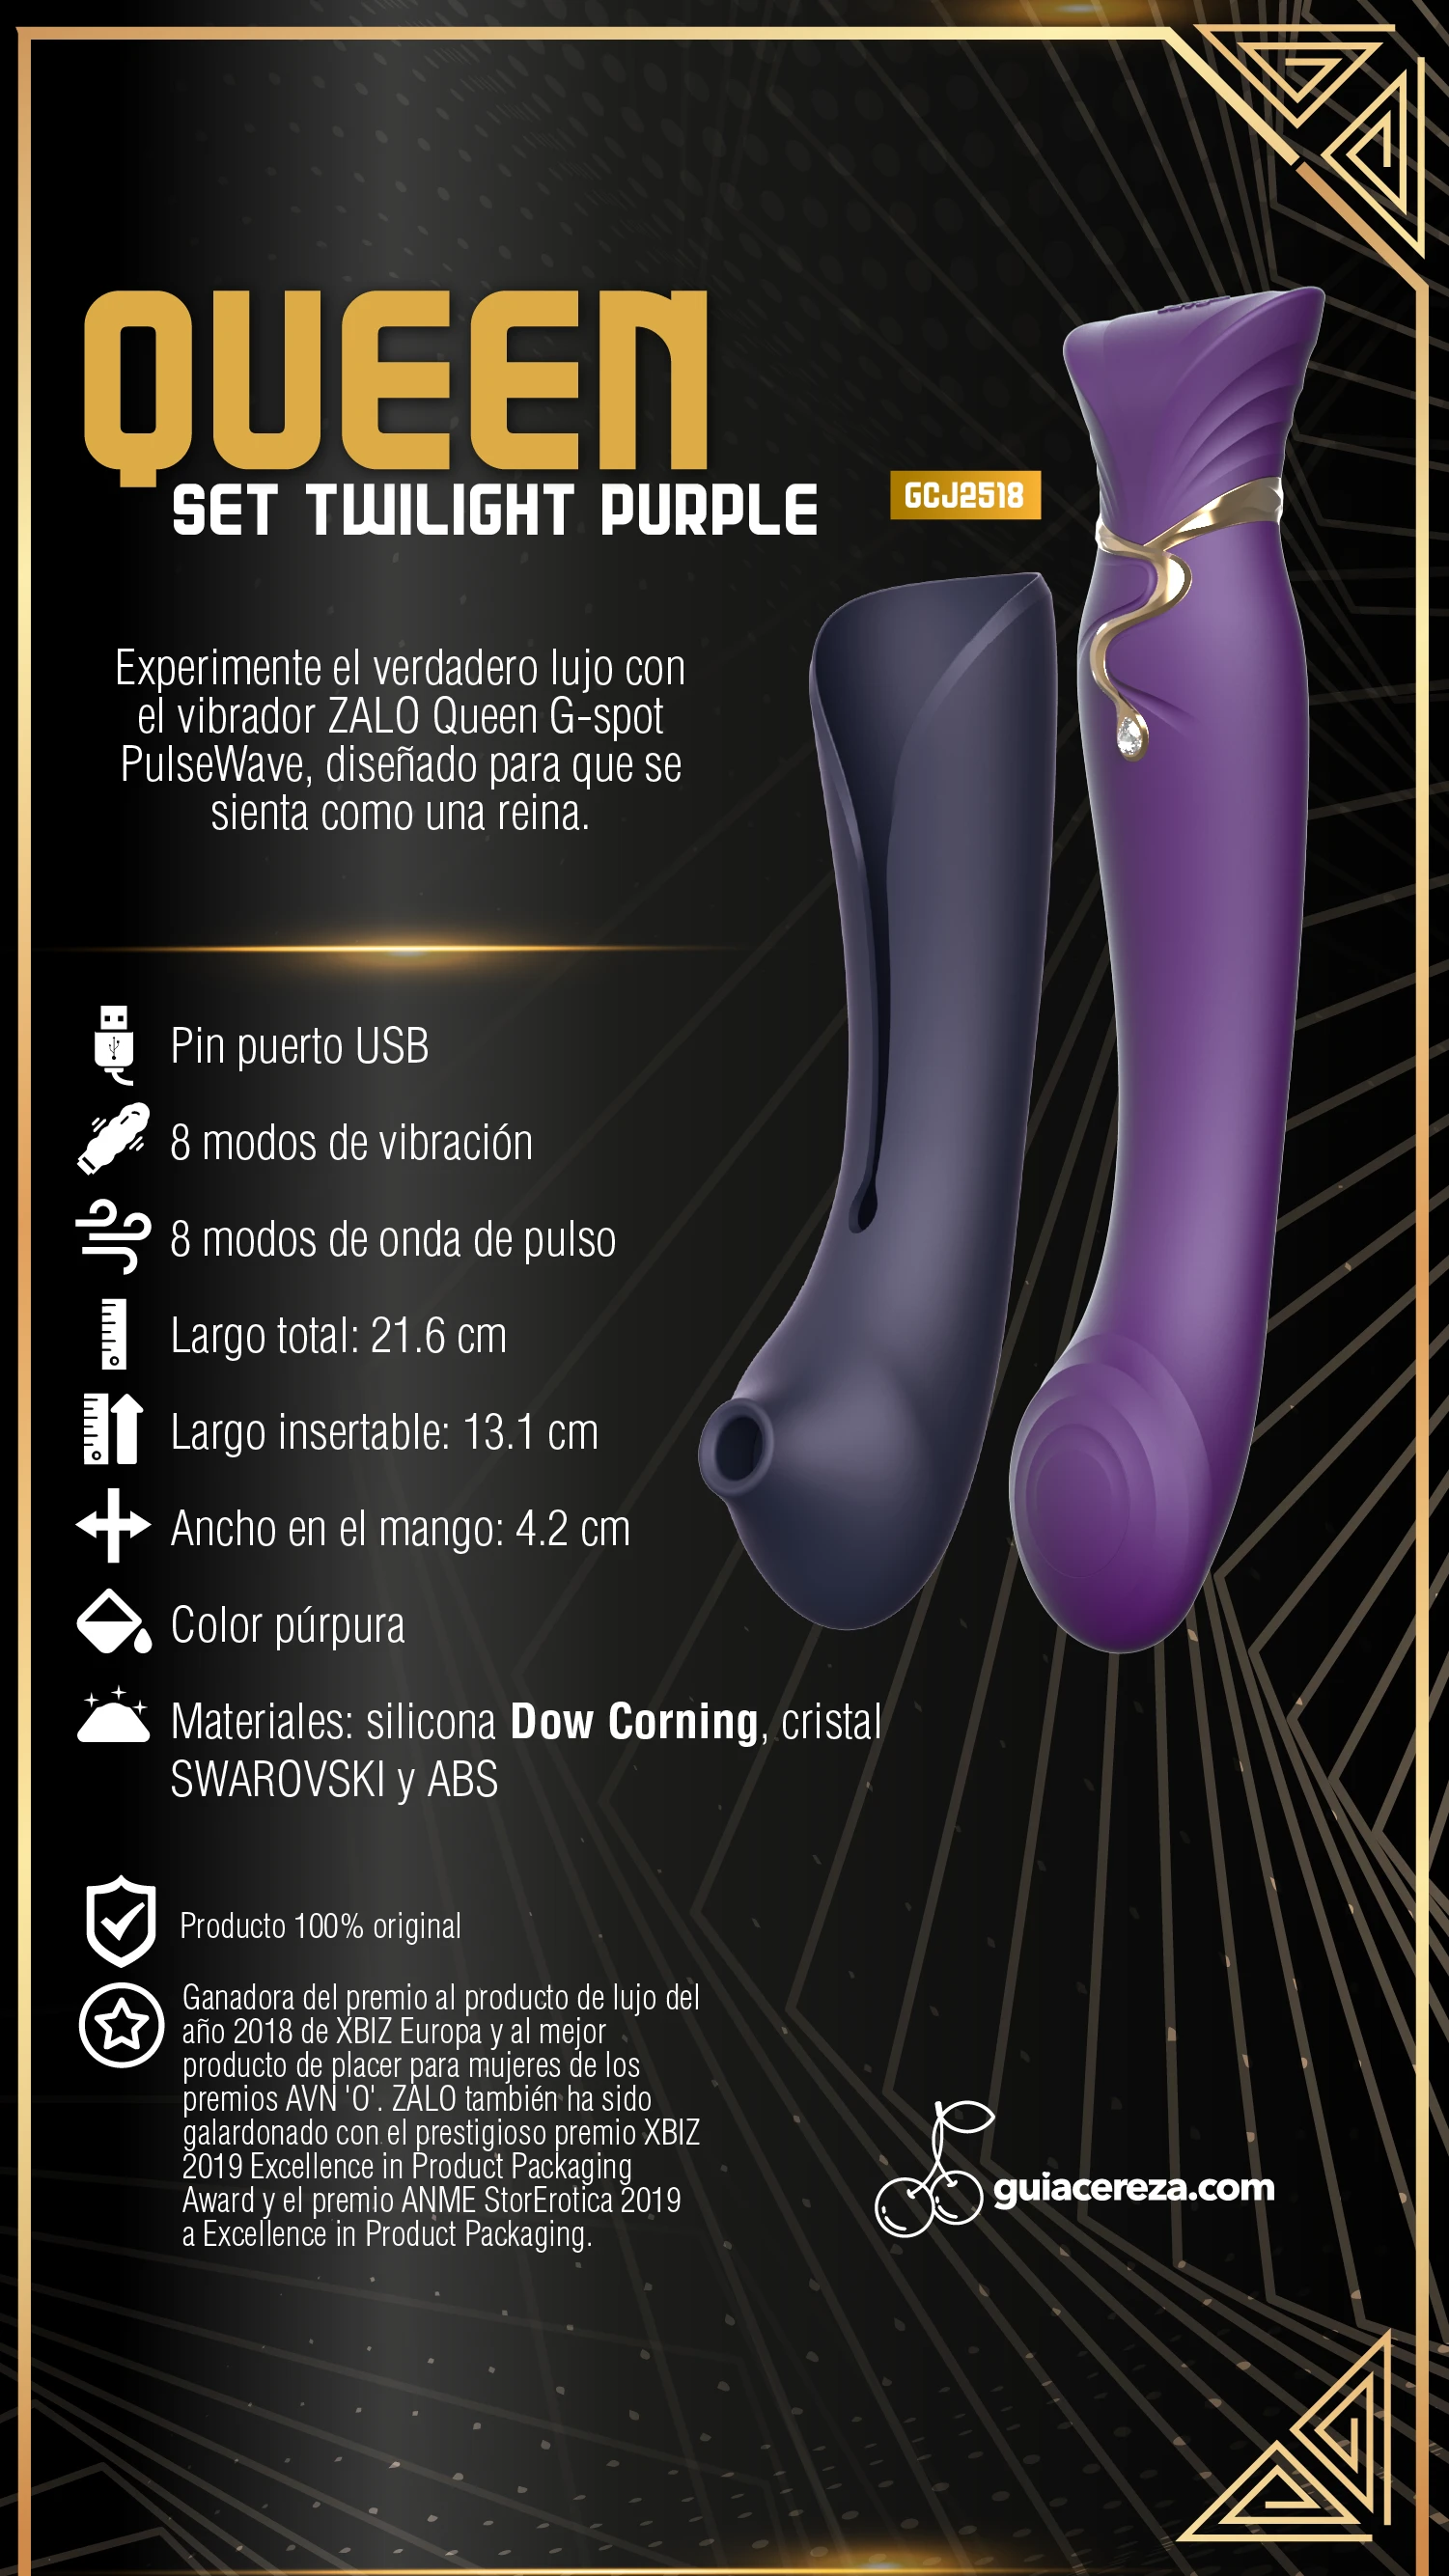 QUEEN
SET TWILIGHT PURPLE
GCJ2518
Experimente el verdadero lujo con
el vibrador ZALO Queen G-spot
PulseWave, diseñado para que se
sienta como una reina.
Pin puerto USB
8 modos de vibración
8 modos de onda de pulso
Largo total: 21.6 cm
Largo insertable: 13.1 cm
Ancho en el mango: 4.2 cm
Color púrpura
Materiales: silicona Dow Corning, cristal
SWAROVSKI y ABS
Producto 100% original
Ganadora del premio al producto de lujo del
año 2018 de XBIZ Europa y al mejor
producto de placer para mujeres de los
premios AVN 'O'. ZALO también ha sido
galardonado con el prestigioso premio XBIZ
2019 Excellence in Product Packaging
Award y el premio ANME StorErotica 2019
a Excellence in Product Packaging.
guiacereza.com